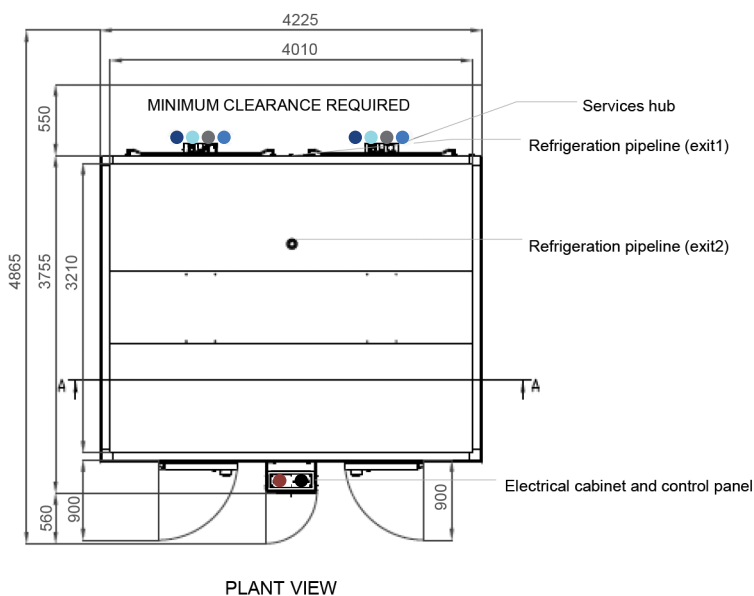 4225
4010
MINIMUM CLEARANCE REQUIRED
550
Services hub
Refrigeration pipeline (exit1)
Refrigeration pipeline (exit2)
4865
3755
3210
A
A
Electrical cabinet and control panel
560
900
900
PLANT VIEW